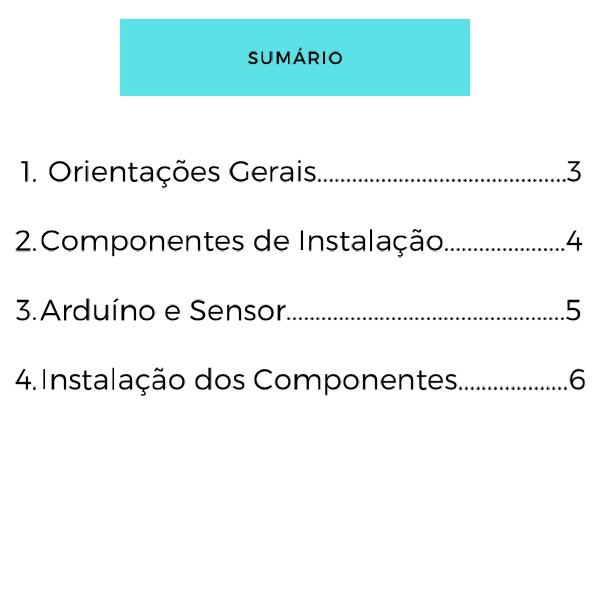 SUMÁRIO
1. Orientações Gerais...........................................3
2. Componentes de Instalação.....................4
3. Arduíno e Sensor................................................5
4. Instalação dos Componentes...................6